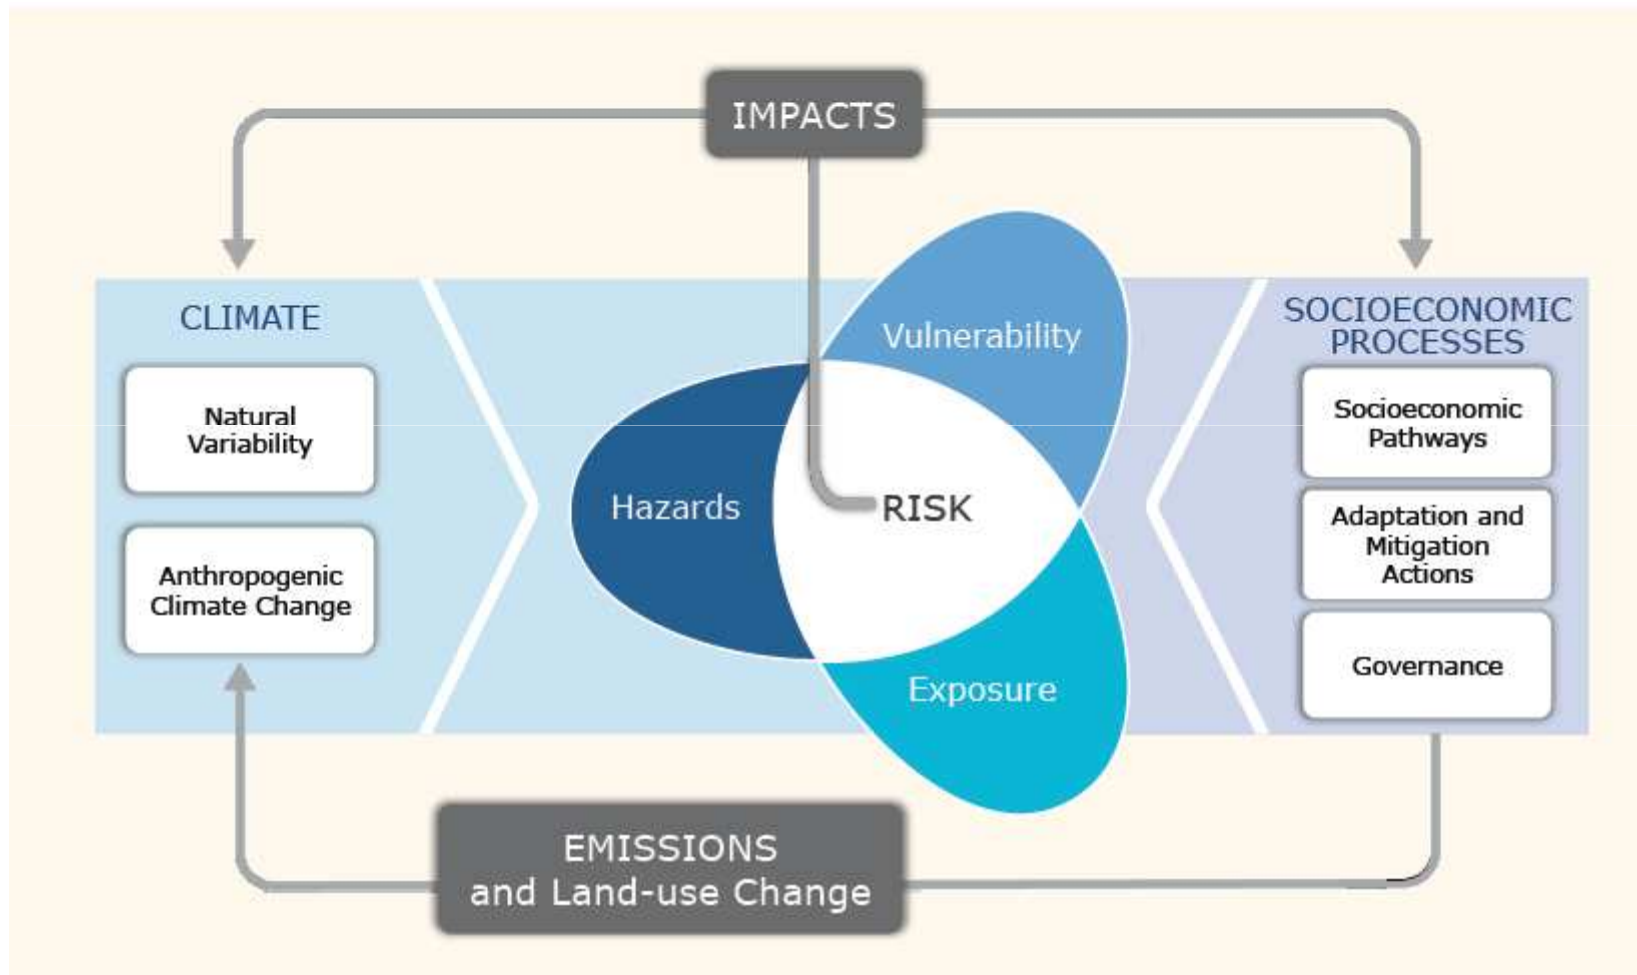 IMPACTS
CLIMATE
Natural
Variability
Anthropogenic
Climate Change
Vulnerability
Hazards
RISK
Exposure
SOCIOECONOMIC
PROCESSES
Socioeconomic
Pathways
Adaptation and
Mitigation
Actions
Governance
EMISSIONS
and Land-use Change